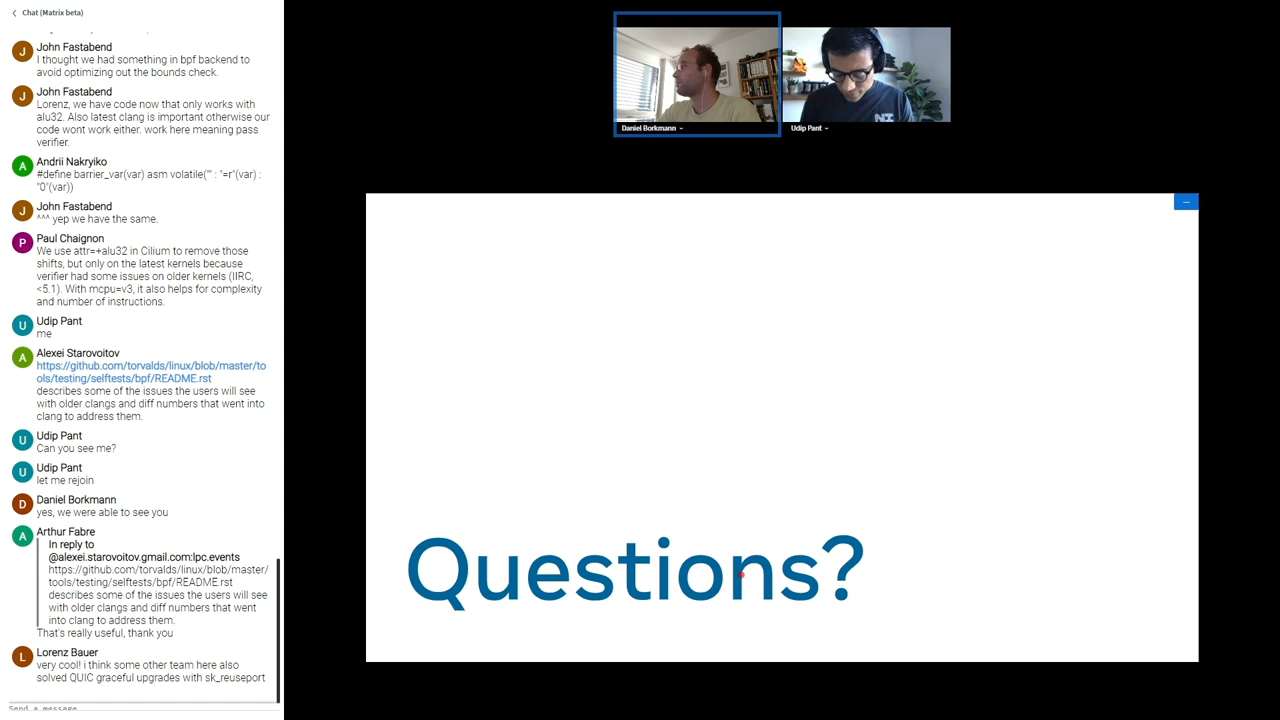 Chat (Matrix beta)
John Fastabend
I thought we had something in bpf backend to
avoid optimizing out the bounds check.
John Fastabend
Lorenz, we have code now that only works with
alu32. Also latest clang is important otherwise our
code wont work either. work here meaning pass
verifier.
Andrii Nakryiko
#define barrier_var(var) asm volatile("" : "=r"(var) :
"0"(var))
John Fastabend
^^^ yep we have the same.
Paul Chaignon
We use attr=+alu32 in Cilium to remove those
shifts, but only on the latest kernels because
verifier had some issues on older kernels (IIRC,
<5.1). With mcpu=v3, it also helps for complexity
and number of instructions.
Udip Pant
me
Alexei Starovoitov
https://github.com/torvalds/linux/blob/master/to
ols/testing/selftests/bpf/README.rst
describes some of the issues the users will see
with older clangs and diff numbers that went into
clang to address them.
Udip Pant
Can you see me?
Udip Pant
let me rejoin
Daniel Borkmann
yes, we were able to see you
Arthur Fabre
In reply to
@alexei.starovoitov.gmail.com:lpc.events
https://github.com/torvalds/linux/blob/master/
tools/testing/selftests/bpf/README.rst
describes some of the issues the users will see
with older clangs and diff numbers that went
into clang to address them.
That's really useful, thank you
Lorenz Bauer
very cool! i think some other team here also
solved QUIC graceful upgrades with sk_reuseport
Send a message
Daniel Borkmann
Udip Pant
Questions?